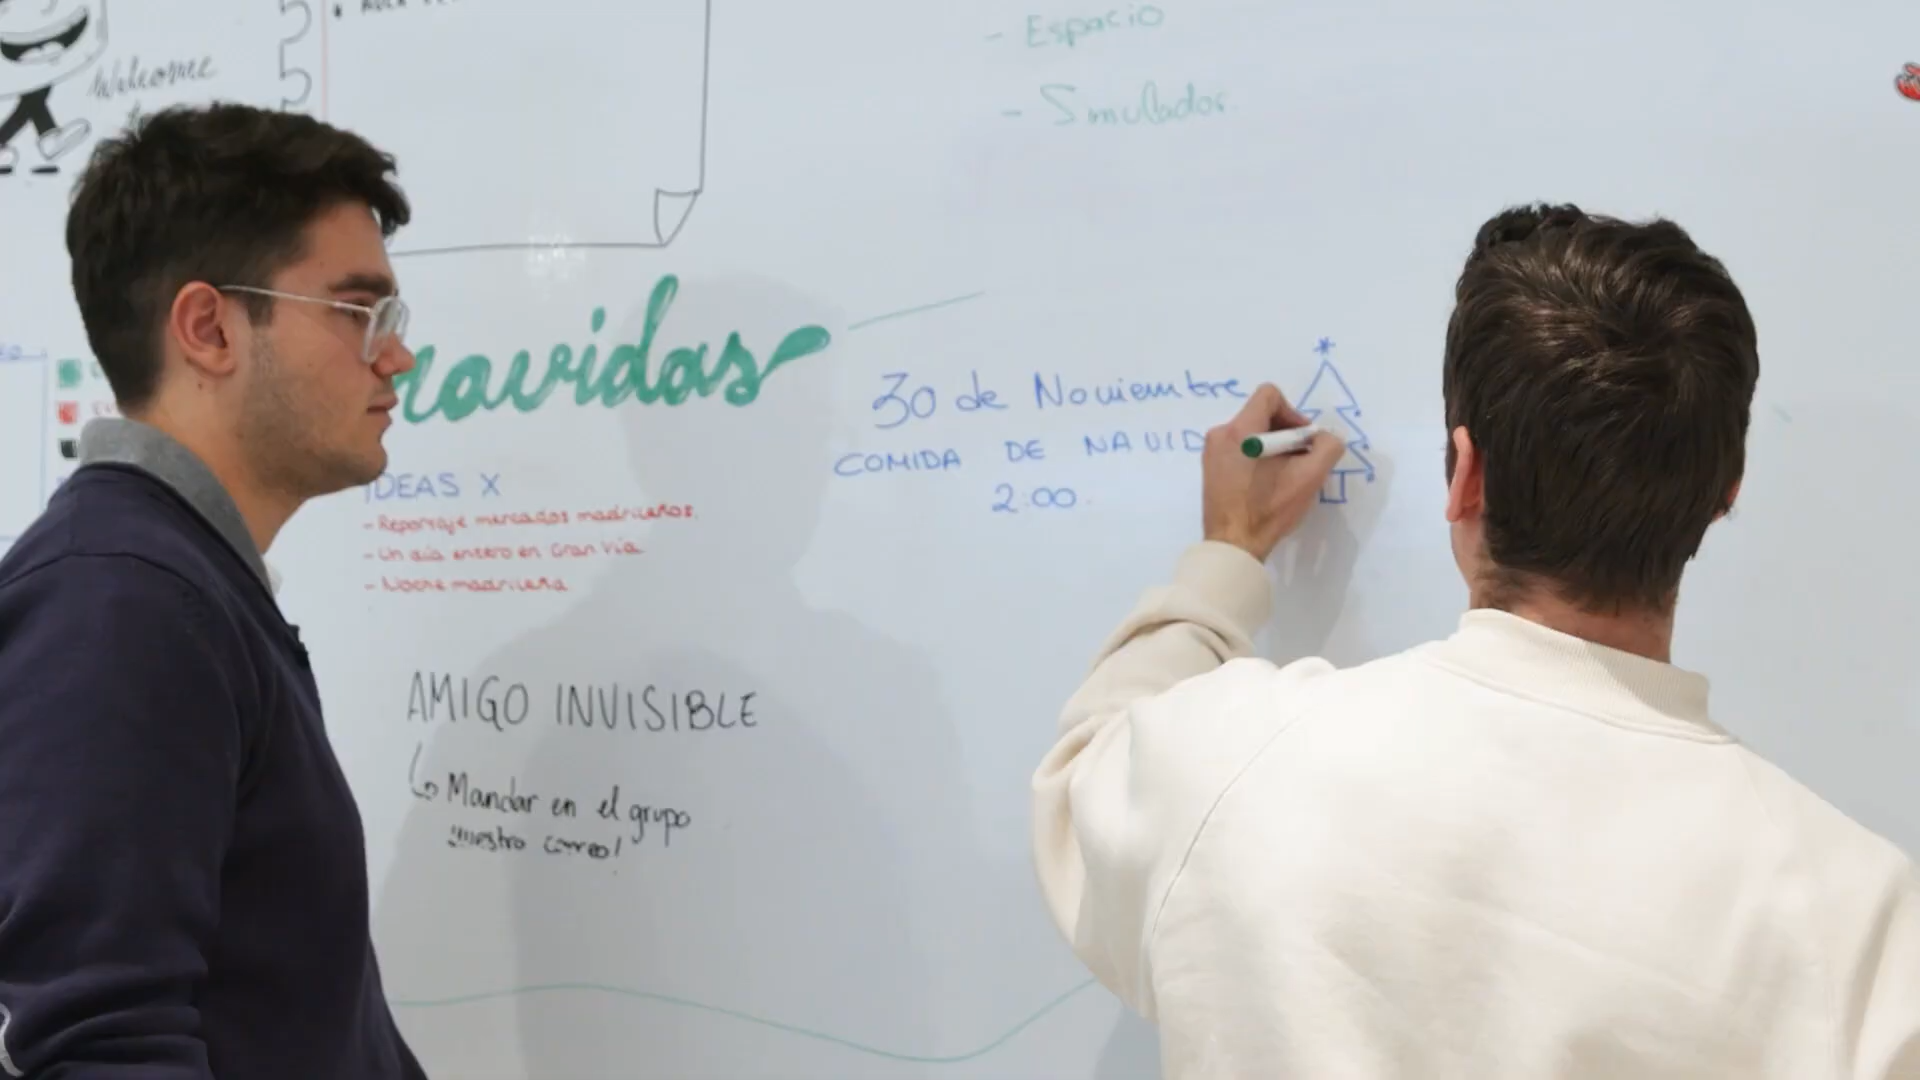 Welcome
- Espacio
- Simulador
navidas
30 de Noviembre
COMIDA DE NAVID
2:00
IDEAS X
- Reportaje mercados madrileños.
- Un día entero en Gran Vía
- Noche madrileña
AMIGO INVISIBLE
Mandar en el grupo
nuestro correo!